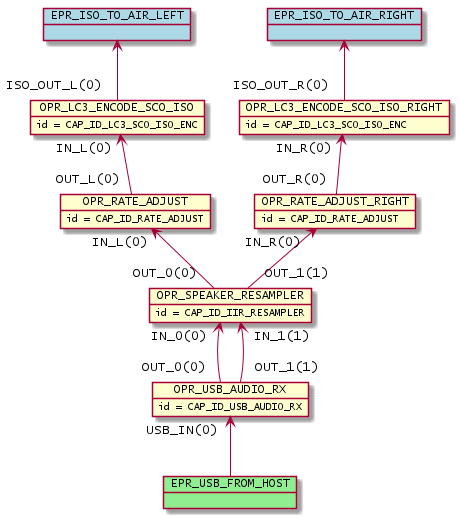 EPR_ISO_TO_AIR_LEFT EPR_ISO_TO_AIR_RIGHT
ISO_OUT_L(0) ISO_OUT_R(0)
OPR_LC3_ENCODE_SCO_ISO OPR_LC3_ENCODE_SCO_ISO_RIGHT
id = CAP_ID_LC3_SCO_ISO_ENC id = CAP_ID_LC3_SCO_ISO_ENC
IN_L(0) IN_R(0)
OUT_L(0) OUT_R(0)
OPR_RATE_ADJUST OPR_RATE_ADJUST_RIGHT
id = CAP_ID_RATE_ADJUST id = CAP_ID_RATE_ADJUST
IN_L(0) IN_R(0)
OUT_0(0) OUT_1(1)
OPR_SPEAKER_RESAMPLER
id = CAP_ID_IIR_RESAMPLER
IN_0(0) IN_1(1)
OUT_0(0) OUT_1(1)
OPR_USB_AUDIO_RX
id = CAP_ID_USB_AUDIO_RX
USB_IN(0)
EPR_USB_FROM_HOST